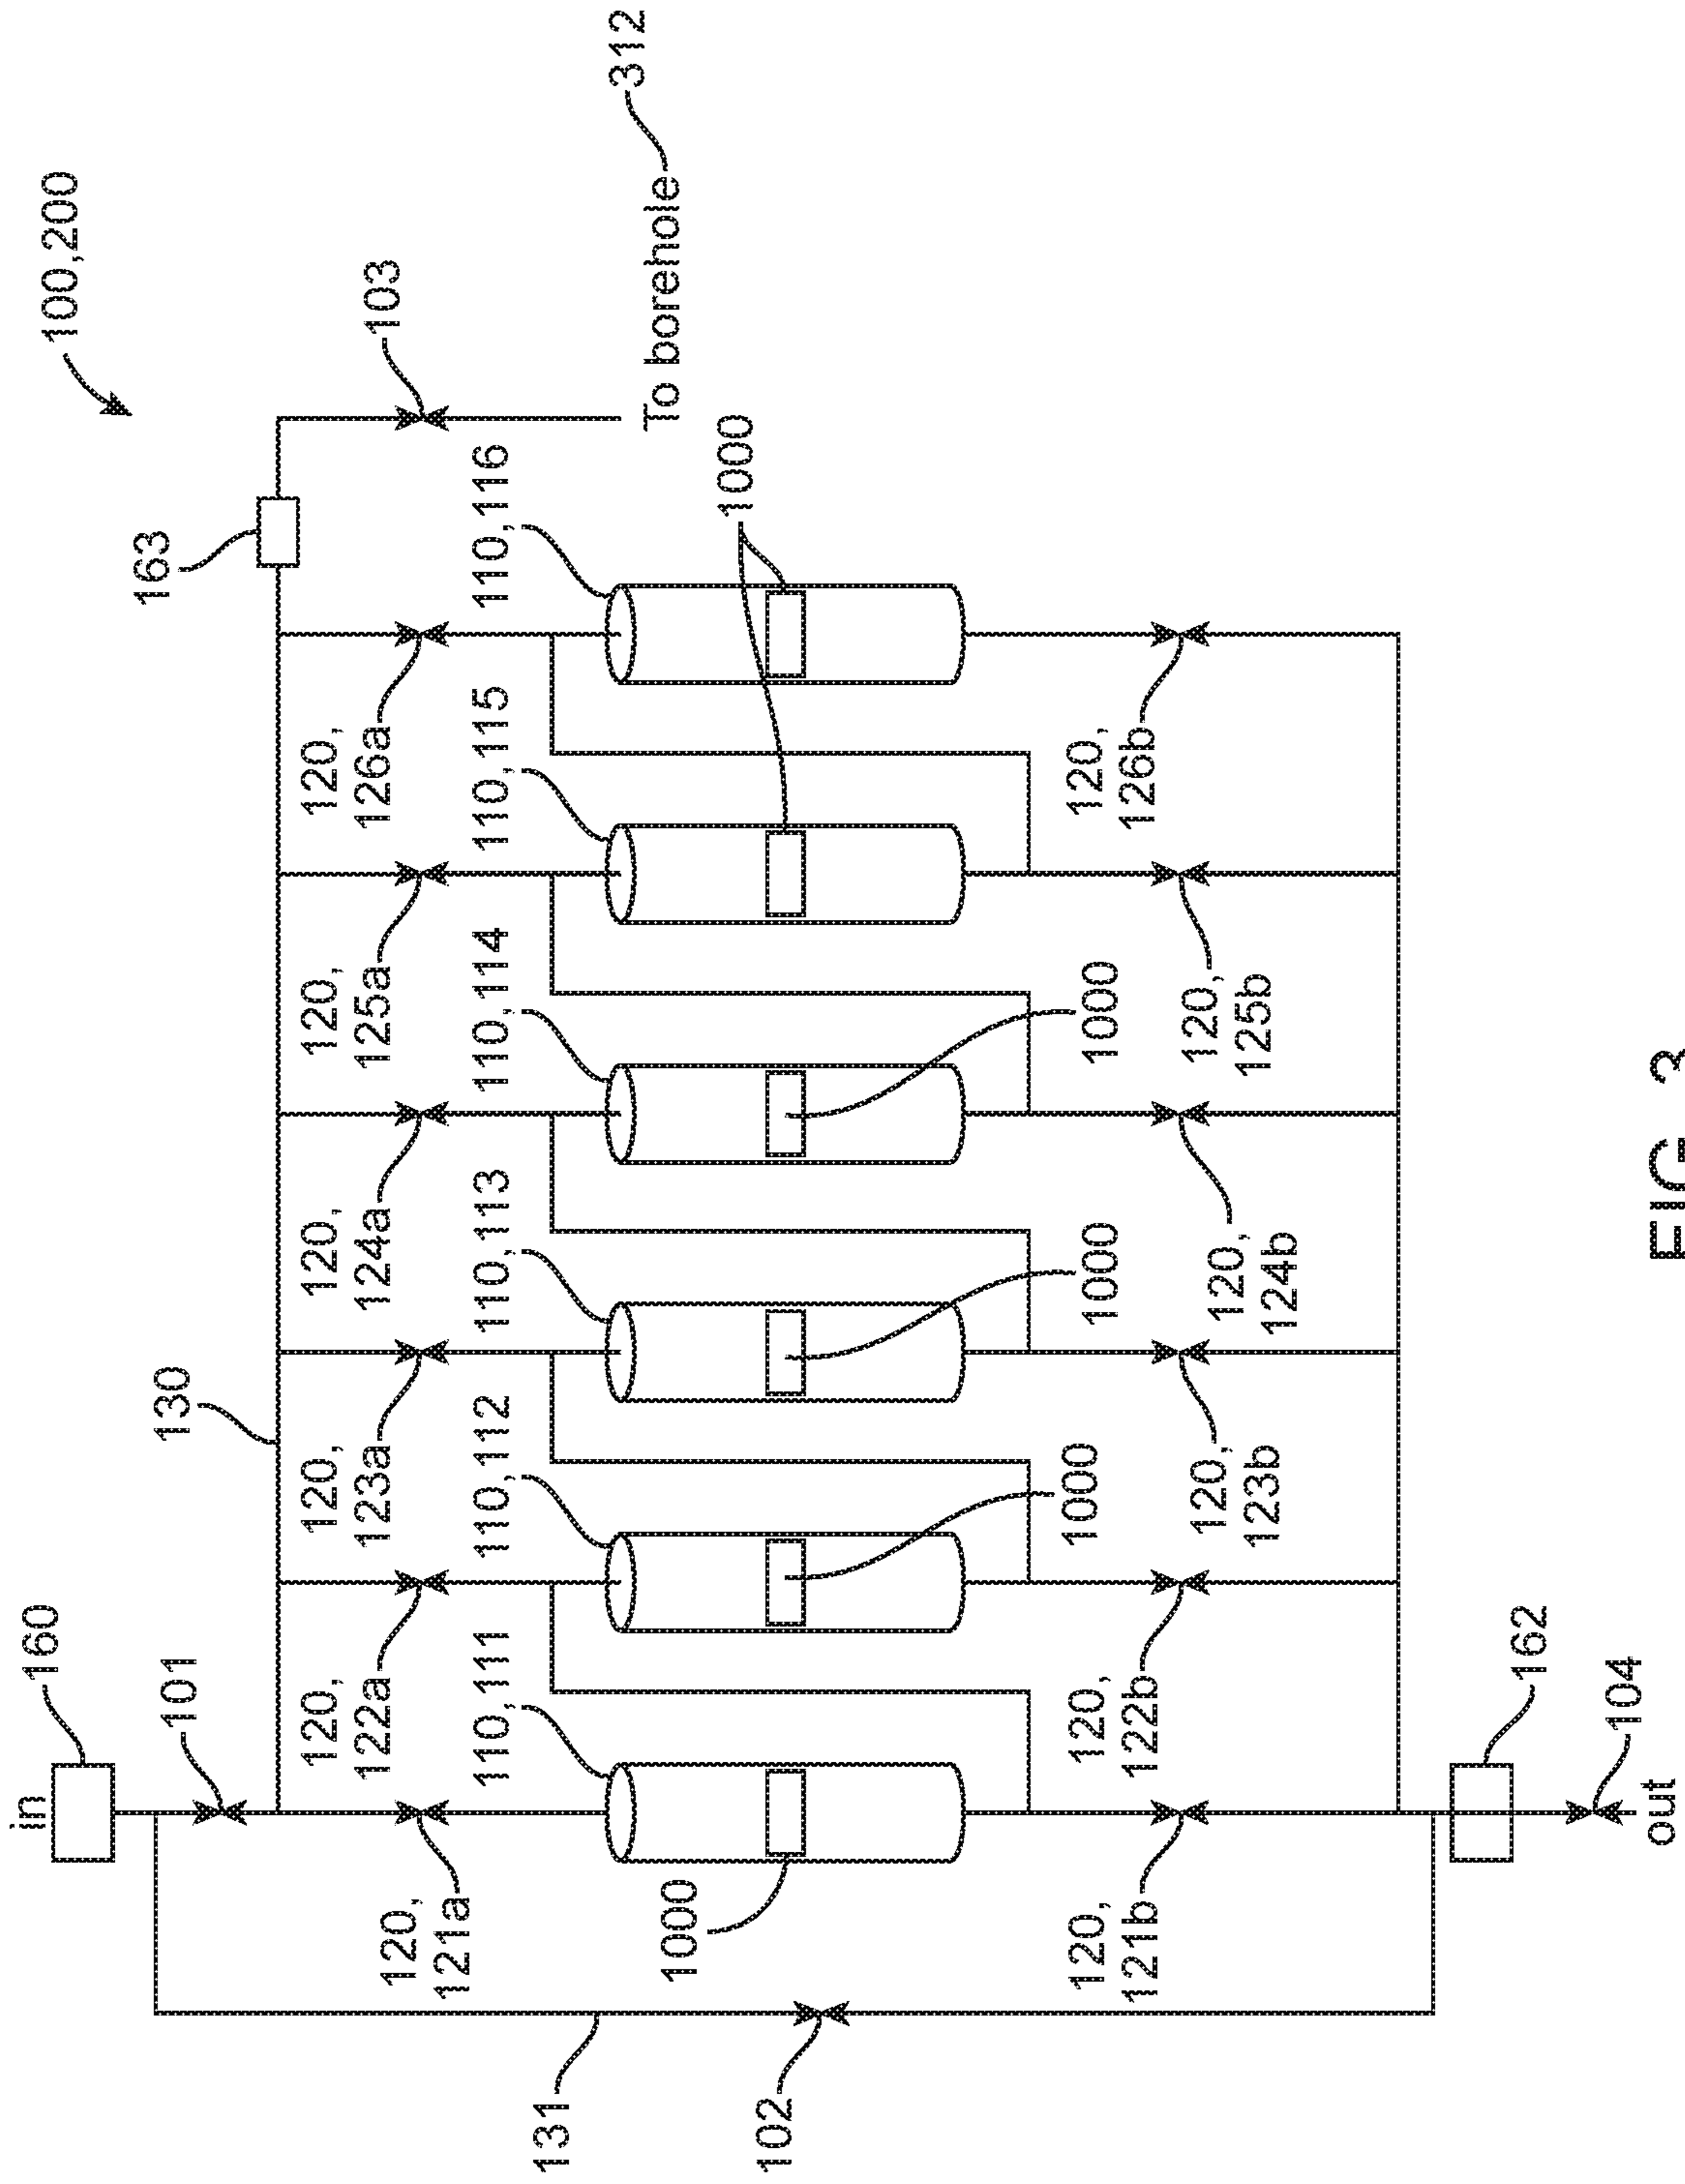 100,200
in
160
101
130
163
103
To borehole
312
120,
121a
120,
122a
120,
123a
120,
124a
120,
125a
120,
126a
110,111
110,112
110,113
110,114
110,115
110,116
131
102
1000
1000
1000
1000
1000
120,
121b
120,
122b
120,
123b
120,
124b
120,
125b
120,
126b
162
104
out
FIG. 3